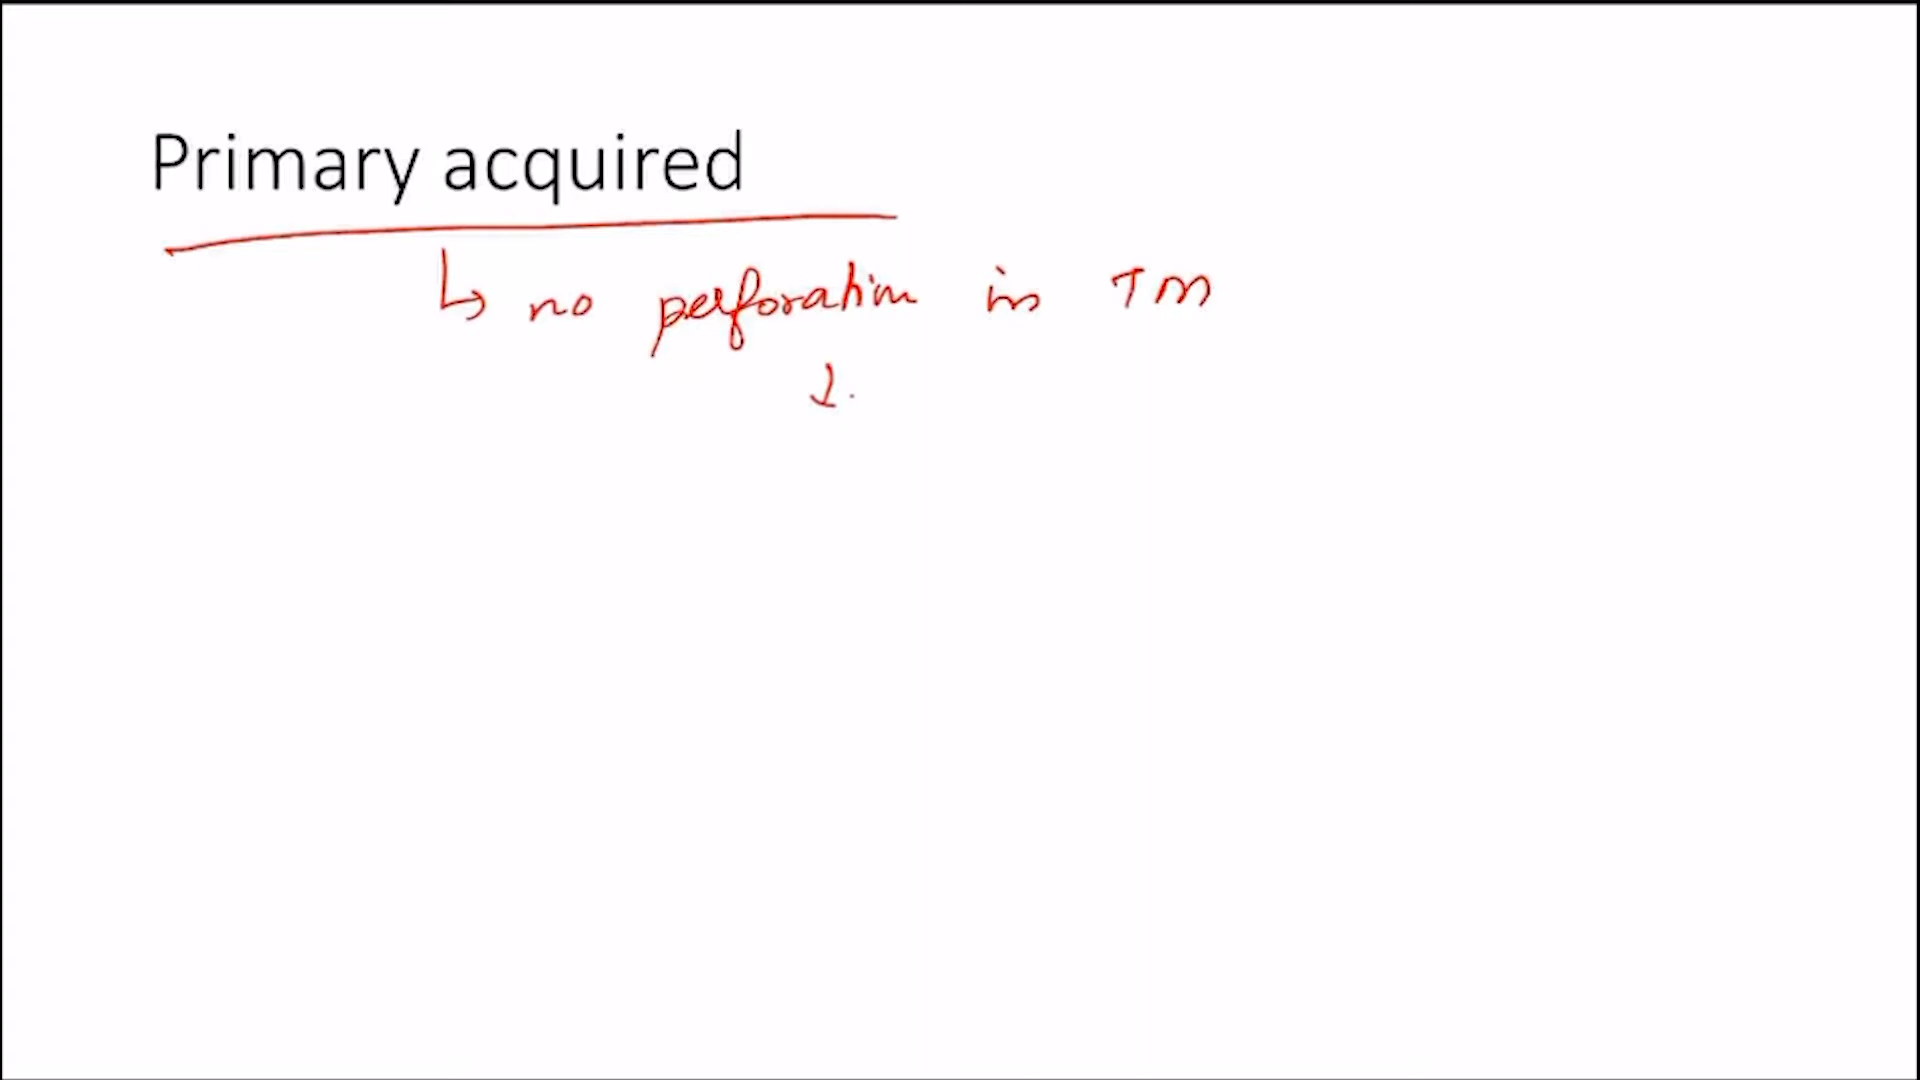 Primary acquired
↳ no perforation in TM
↓